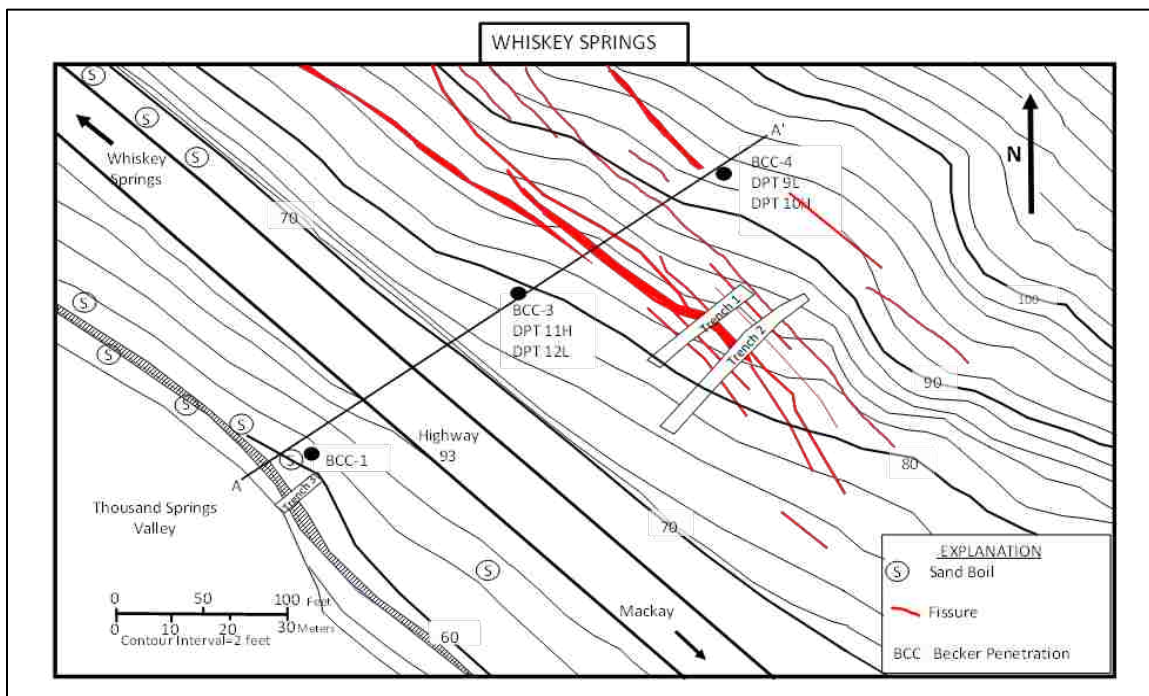 WHISKEY SPRINGS
S
S
S
Whiskey
Springs
70
N
A'
BCC-4
DPT 9L
DPT 10H
BCC-3
DPT 11H
DPT 12L
Trench 1
Trench 2
100
90
80
S
S
S
S
S
BCC-1
Highway
93
A
Trench 3
Thousand Springs
Valley
70
S
Mackay
60
0 50 100 Feet
0 10 20 30 Meters
Contour Interval=2 feet
EXPLANATION
S Sand Boil
Fissure
BCC Becker Penetration